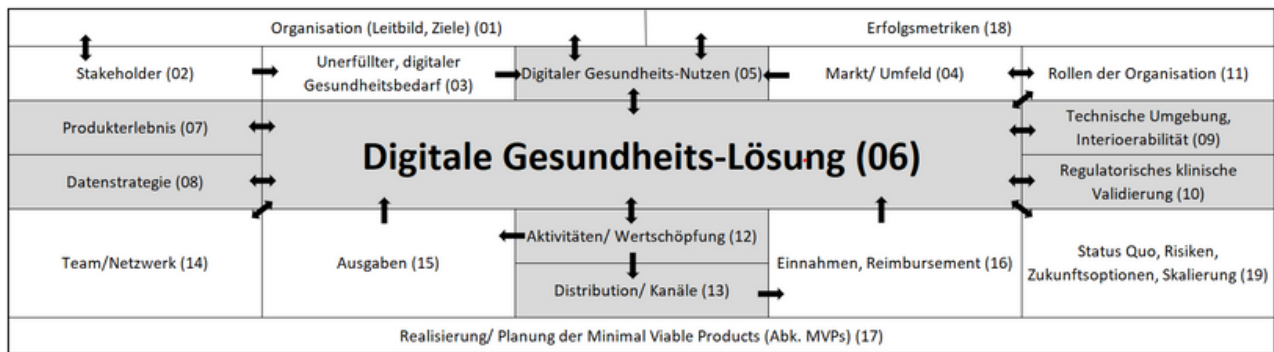 Organisation (Leitbild, Ziele) (01)
Erfolgsmetriken (18)
Stakeholder (02)
Unerfüllter, digitaler
Gesundheitsbedarf (03)
Digitaler Gesundheits-Nutzen (05)
Markt/ Umfeld (04)
Rollen der Organisation (11)
Produkterlebnis (07)
Datenstrategie (08)
Digitale Gesundheits-Lösung (06)
Technische Umgebung,
Interioerabilität (09)
Regulatorisches klinische
Validierung (10)
Team/Netzwerk (14)
Ausgaben (15)
Aktivitäten/ Wertschöpfung (12)
Distribution/ Kanäle (13)
Einnahmen, Reimbursement (16)
Status Quo, Risiken,
Zukunftsoptionen, Skalierung (19)
Realisierung/ Planung der Minimal Viable Products (Abk. MVPs) (17)